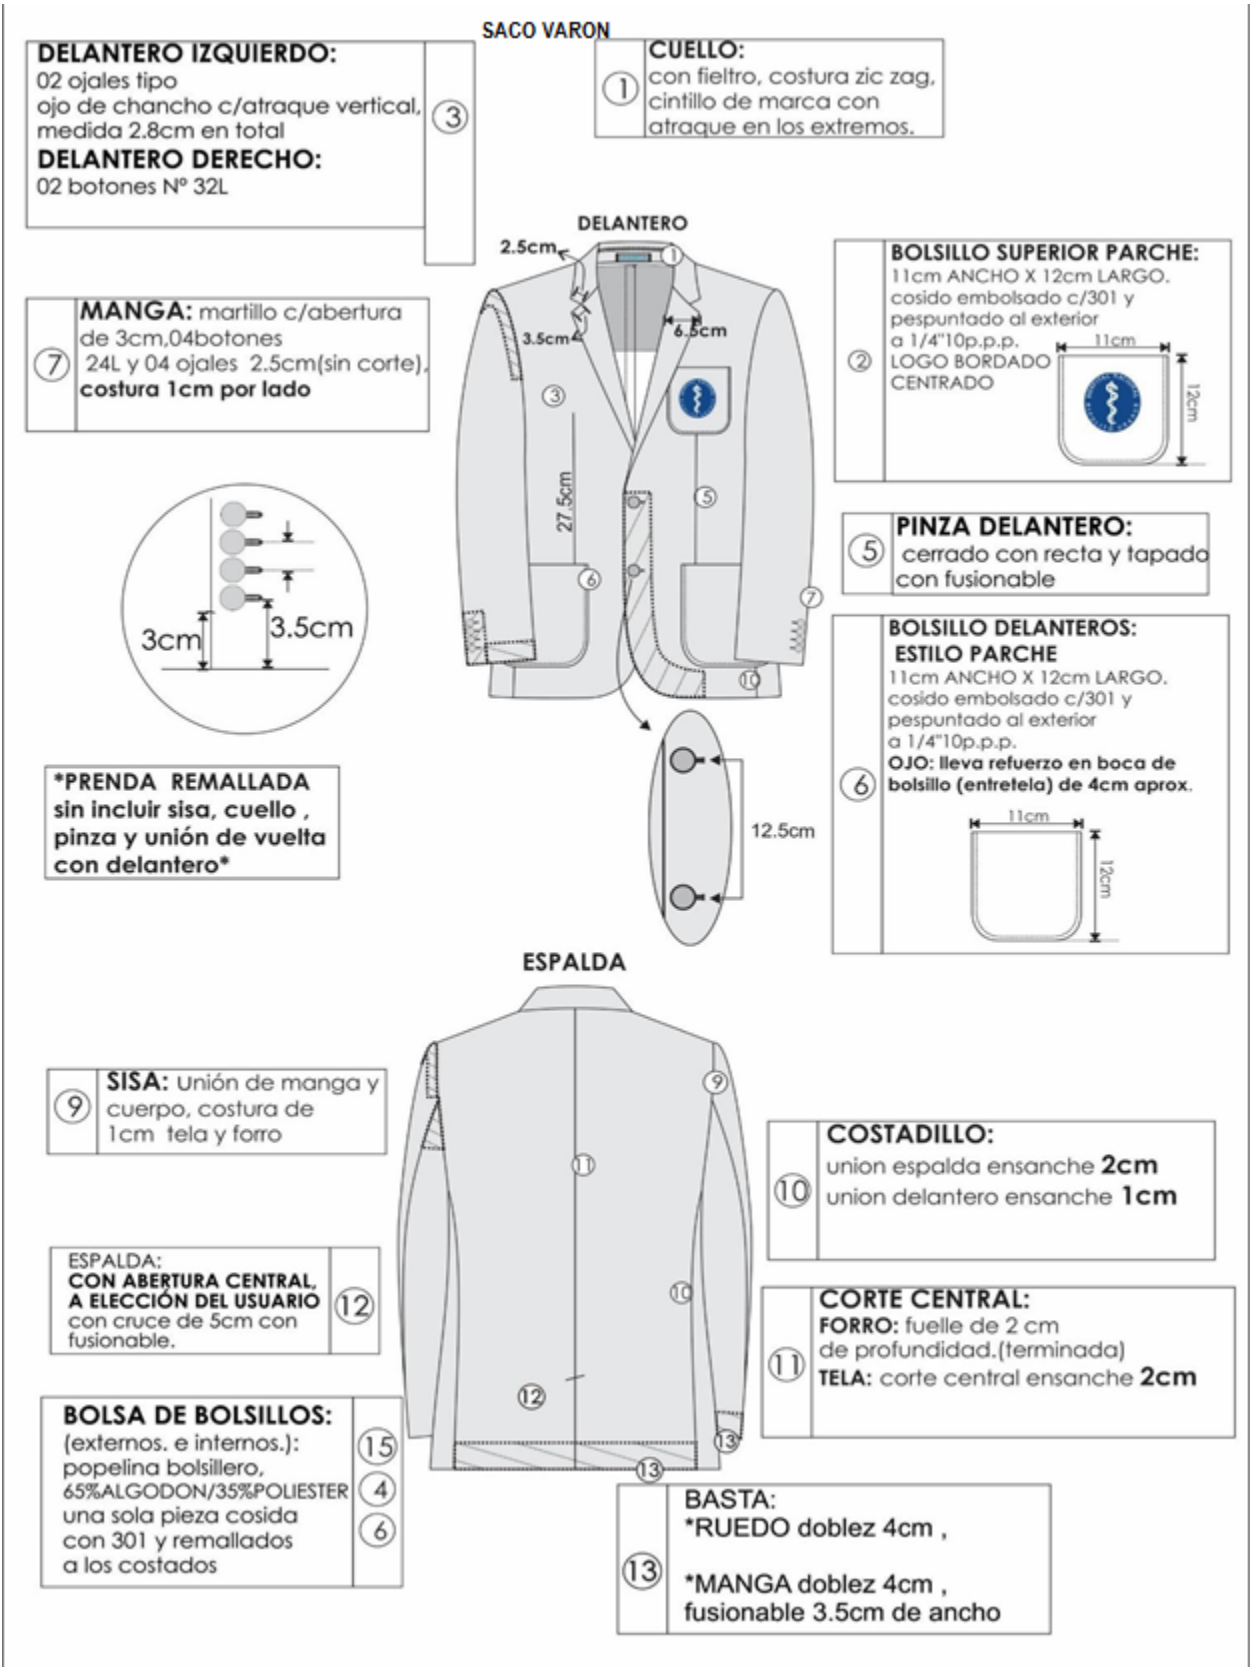 SACO VARON
DELANTERO IZQUIERDO:
02 ojales tipo
ojo de chancho c/atraque vertical,
medida 2.8cm en total
DELANTERO DERECHO:
02 botones Nº 32L
3
1
CUELLO:
con fieltro, costura zic zag,
cintillo de marca con
atraque en los extremos.
DELANTERO
2.5cm
1
3.5cm
6.5cm
3
27.5cm
5
6
7
10
7
MANGA: martillo c/abertura
de 3cm,04botones
24L y 04 ojales 2.5cm(sin corte),
costura 1cm por lado
2
BOLSILLO SUPERIOR PARCHE:
11cm ANCHO X 12cm LARGO.
cosido embolsado c/301 y
pespuntado al exterior
a 1/4"10p.p.p.
LOGO BORDADO
CENTRADO
11cm
12cm
3cm
3.5cm
5
PINZA DELANTERO:
cerrado con recta y tapado
con fusionable
6
BOLSILLO DELANTEROS:
ESTILO PARCHE
11cm ANCHO X 12cm LARGO.
cosido embolsado c/301 y
pespuntado al exterior
a 1/4"10p.p.p.
OJO: lleva refuerzo en boca de
bolsillo (entretela) de 4cm aprox.
11cm
12cm
*PRENDA REMALLADA
sin incluir sisa, cuello ,
pinza y unión de vuelta
con delantero*
12.5cm
ESPALDA
9
11
10
12
13
13
9
SISA: Unión de manga y
cuerpo, costura de
1cm tela y forro
10
COSTADILLO:
union espalda ensanche 2cm
union delantero ensanche 1cm
ESPALDA:
CON ABERTURA CENTRAL,
A ELECCIÓN DEL USUARIO
con cruce de 5cm con
fusionable.
12
11
CORTE CENTRAL:
FORRO: fuelle de 2 cm
de profundidad.(terminada)
TELA: corte central ensanche 2cm
BOLSA DE BOLSILLOS:
(externos. e internos.):
popelina bolsillero,
65%ALGODON/35%POLIESTER
una sola pieza cosida
con 301 y remallados
a los costados
15
4
6
13
BASTA:
*RUEDO doblez 4cm ,
*MANGA doblez 4cm ,
fusionable 3.5cm de ancho